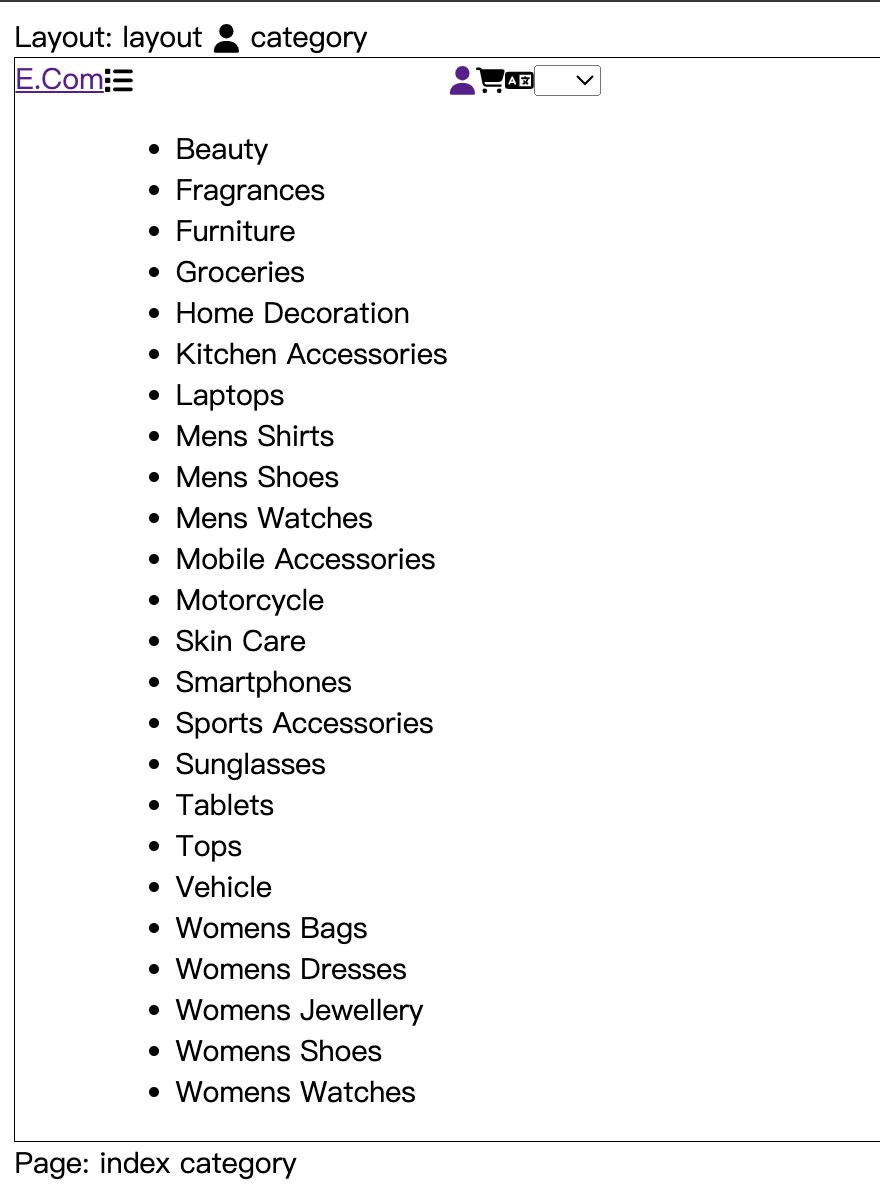 Layout: layout category
E.Com
Beauty
Fragrances
Furniture
Groceries
Home Decoration
Kitchen Accessories
Laptops
Mens Shirts
Mens Shoes
Mens Watches
Mobile Accessories
Motorcycle
Skin Care
Smartphones
Sports Accessories
Sunglasses
Tablets
Tops
Vehicle
Womens Bags
Womens Dresses
Womens Jewellery
Womens Shoes
Womens Watches
Page: index category